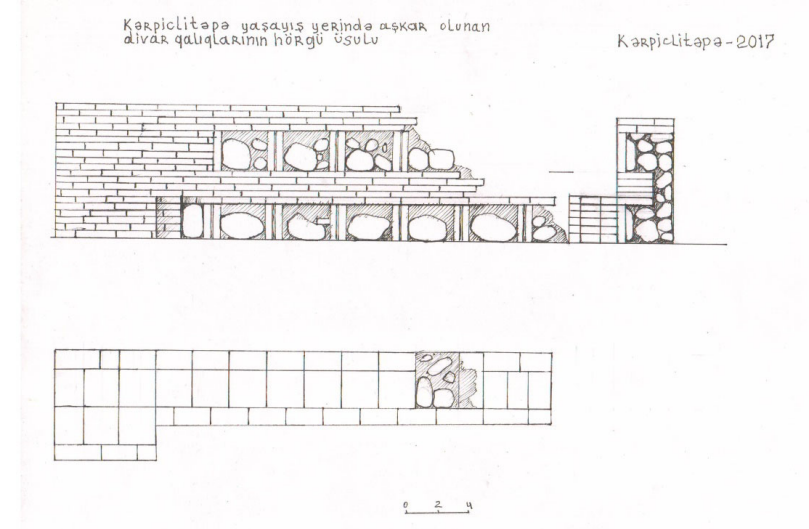 Kərpiclitəpə yaşayış yerində aşkar olunan
divar qalıqlarının hörgü üsulu
Kərpiclitəpə - 2017
0 2 4